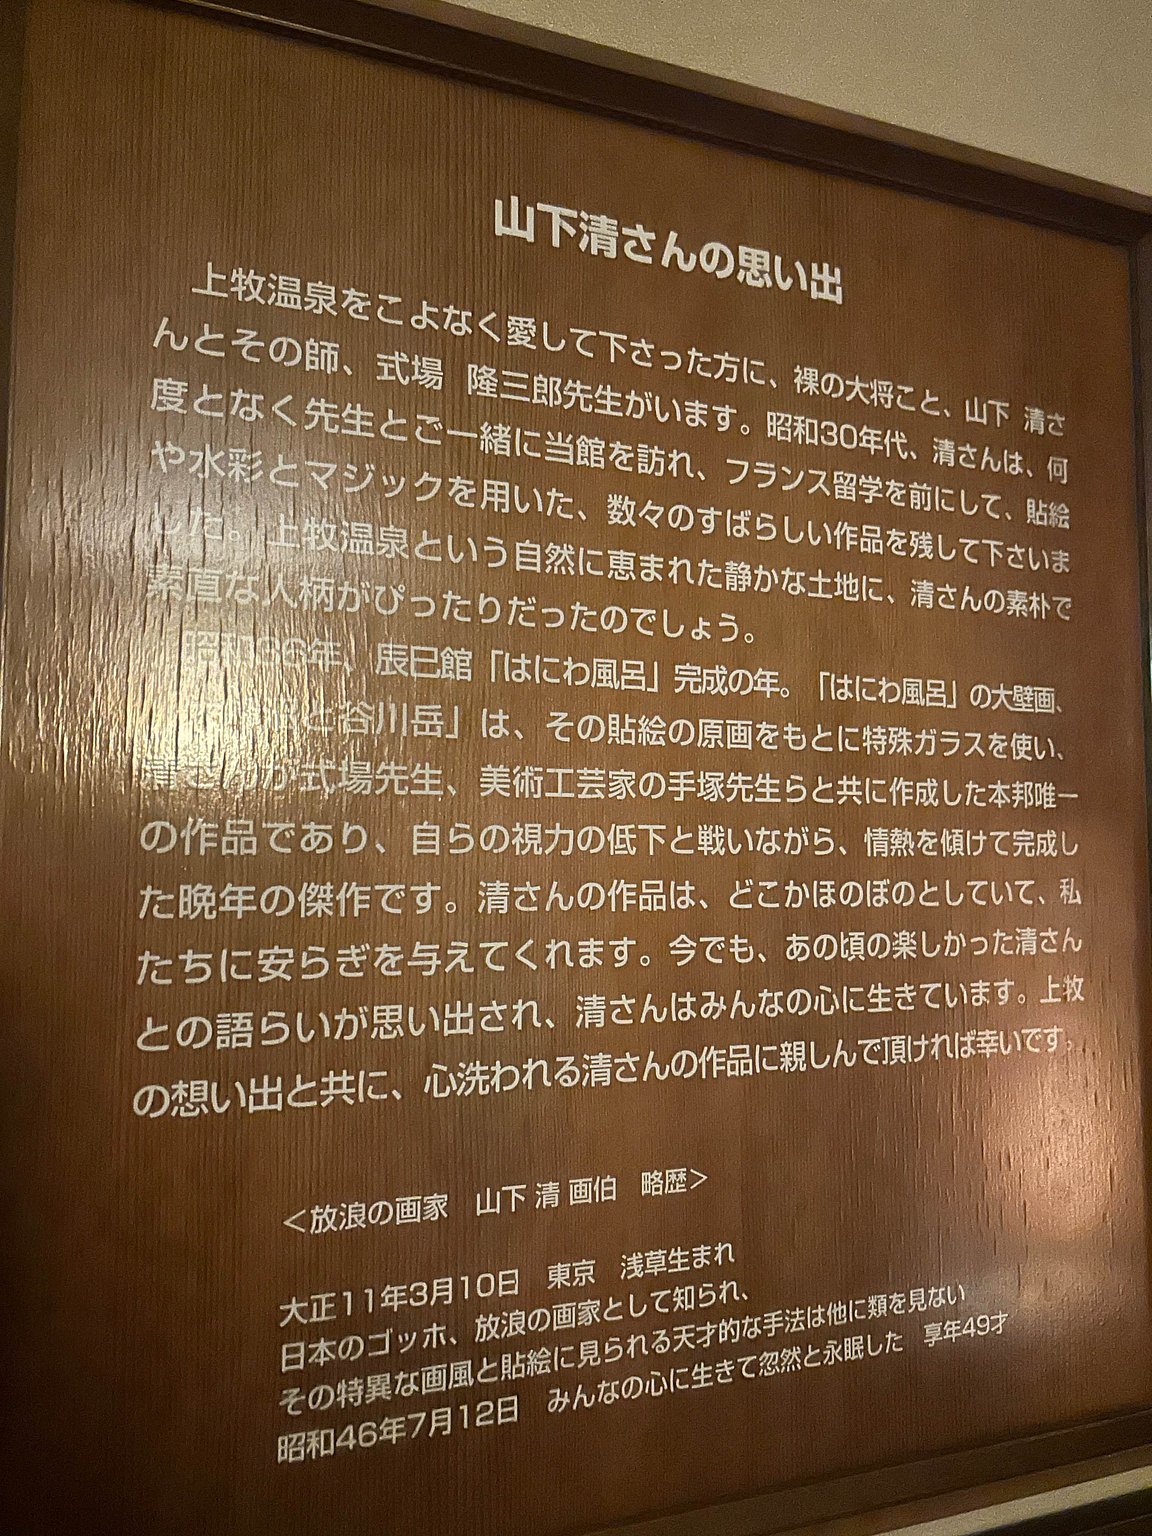 山下清さんの思い出
上牧温泉をこよなく愛して下さった方に、裸の大将こと、山下 清さ
んとその師、式場 隆三郎先生がいます。昭和30年代、清さんは、何
度となく先生とご一緒に当館を訪れ、フランス留学を前にして、貼絵
や水彩とマジックを用いた、数々のすばらしい作品を残して下さいま
した。上牧温泉という自然に恵まれた静かな土地に、清さんの素朴で
素直な人柄がぴったりだったのでしょう。
昭和36年、辰巳館「はにわ風呂」完成の年。「はにわ風呂」の大壁画、
と谷川岳」は、その貼絵の原画をもとに特殊ガラスを使い、
清さんが式場先生、美術工芸家の手塚先生らと共に作成した本邦唯一
の作品であり、自らの視力の低下と戦いながら、情熱を傾けて完成し
た晩年の傑作です。清さんの作品は、どこかほのぼのとしていて、私
たちに安らぎを与えてくれます。今でも、あの頃の楽しかった清さん
との語らいが思い出され、清さんはみんなの心に生きています。上牧
の想い出と共に、心洗われる清さんの作品に親しんで頂ければ幸いです。
＜放浪の画家 山下 清 画伯 略歴＞
大正11年3月10日 東京 浅草生まれ
日本のゴッホ、放浪の画家として知られ、
その特異な画風と貼絵に見られる天才的な手法は他に類を見ない
昭和46年7月12日 みんなの心に生きて忽然と永眠した 享年49才